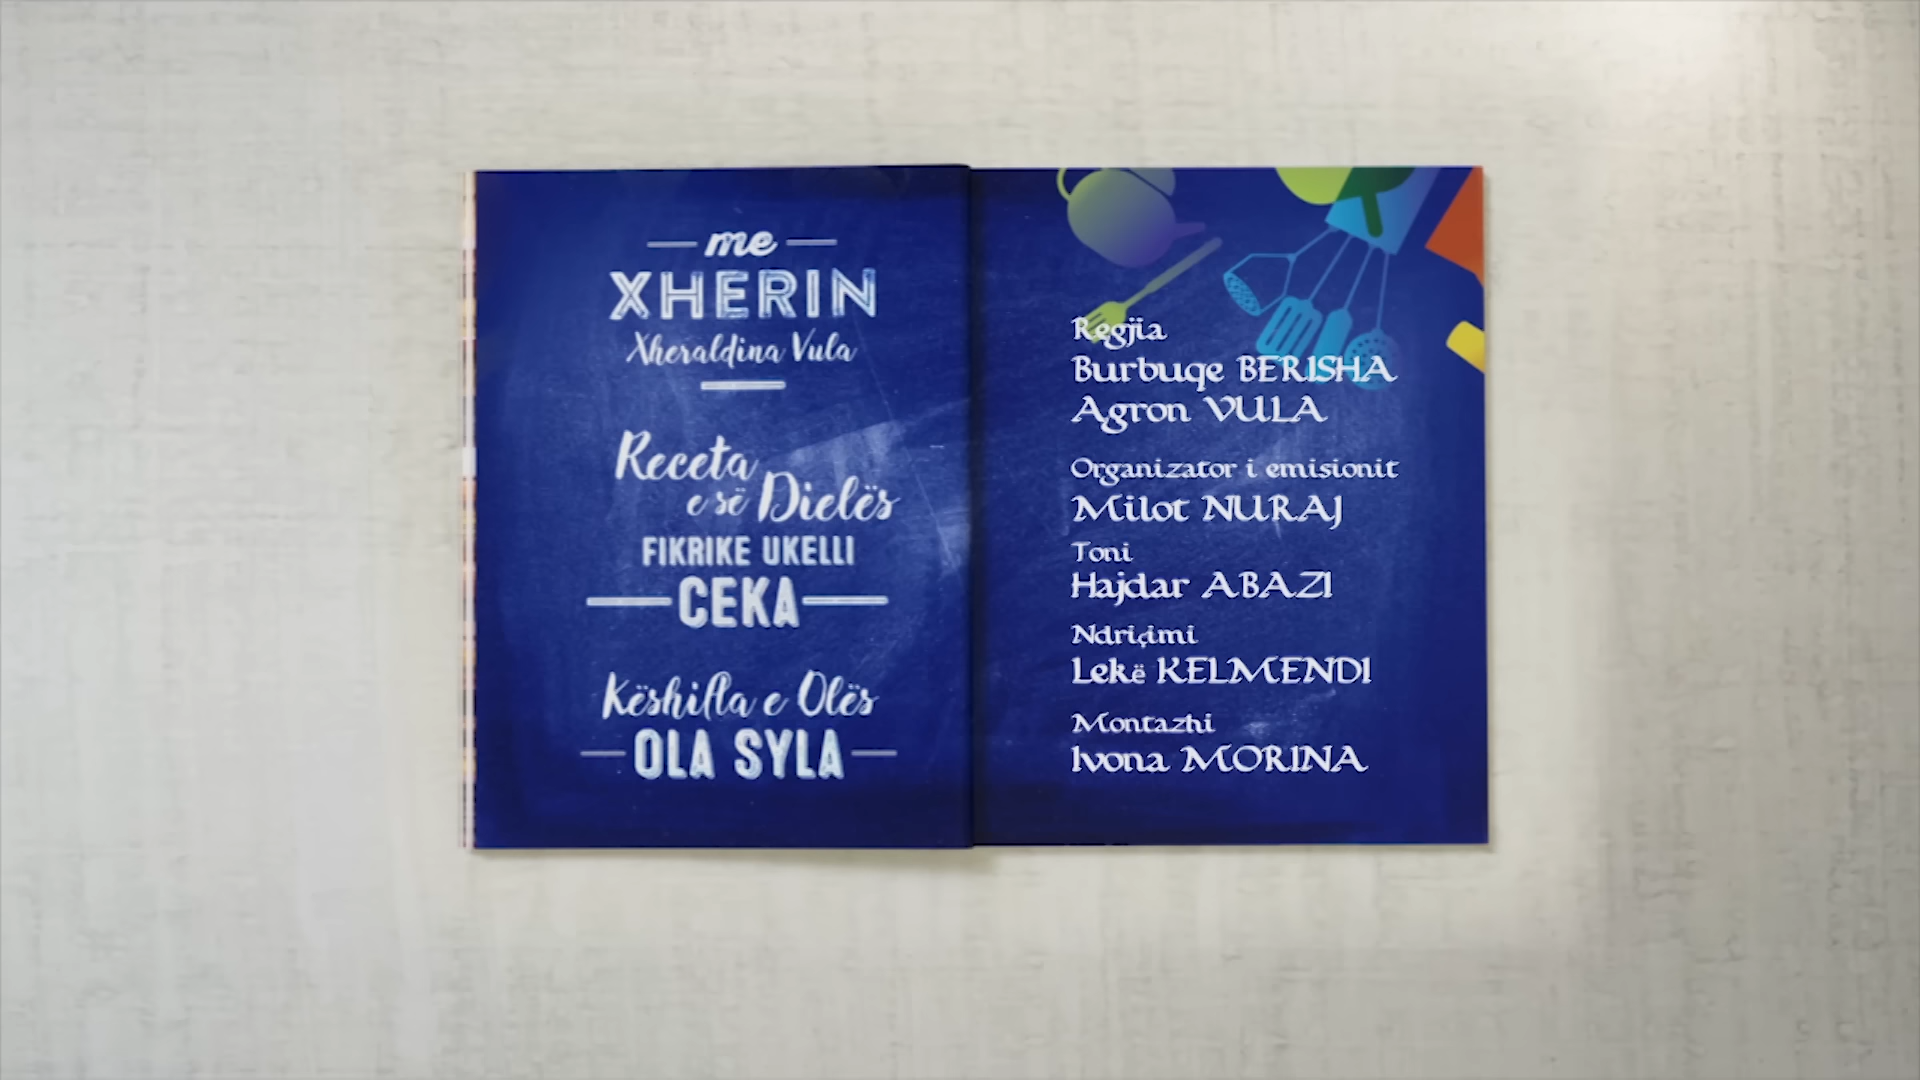 me
XHERIN
Xheraldina Vula
Receta
e së Dielës
FIKRIKE UKELLI
CEKA
Këshilla e Olës
OLA SYLA
Regjia
Burbuqe BERISHA
Agron VULA
Organizator i emisionit
Milot NURAJ
Toni
Hajdar ABAZI
Ndriçimi
Lekë KELMENDI
Montazhi
Ivona MORINA